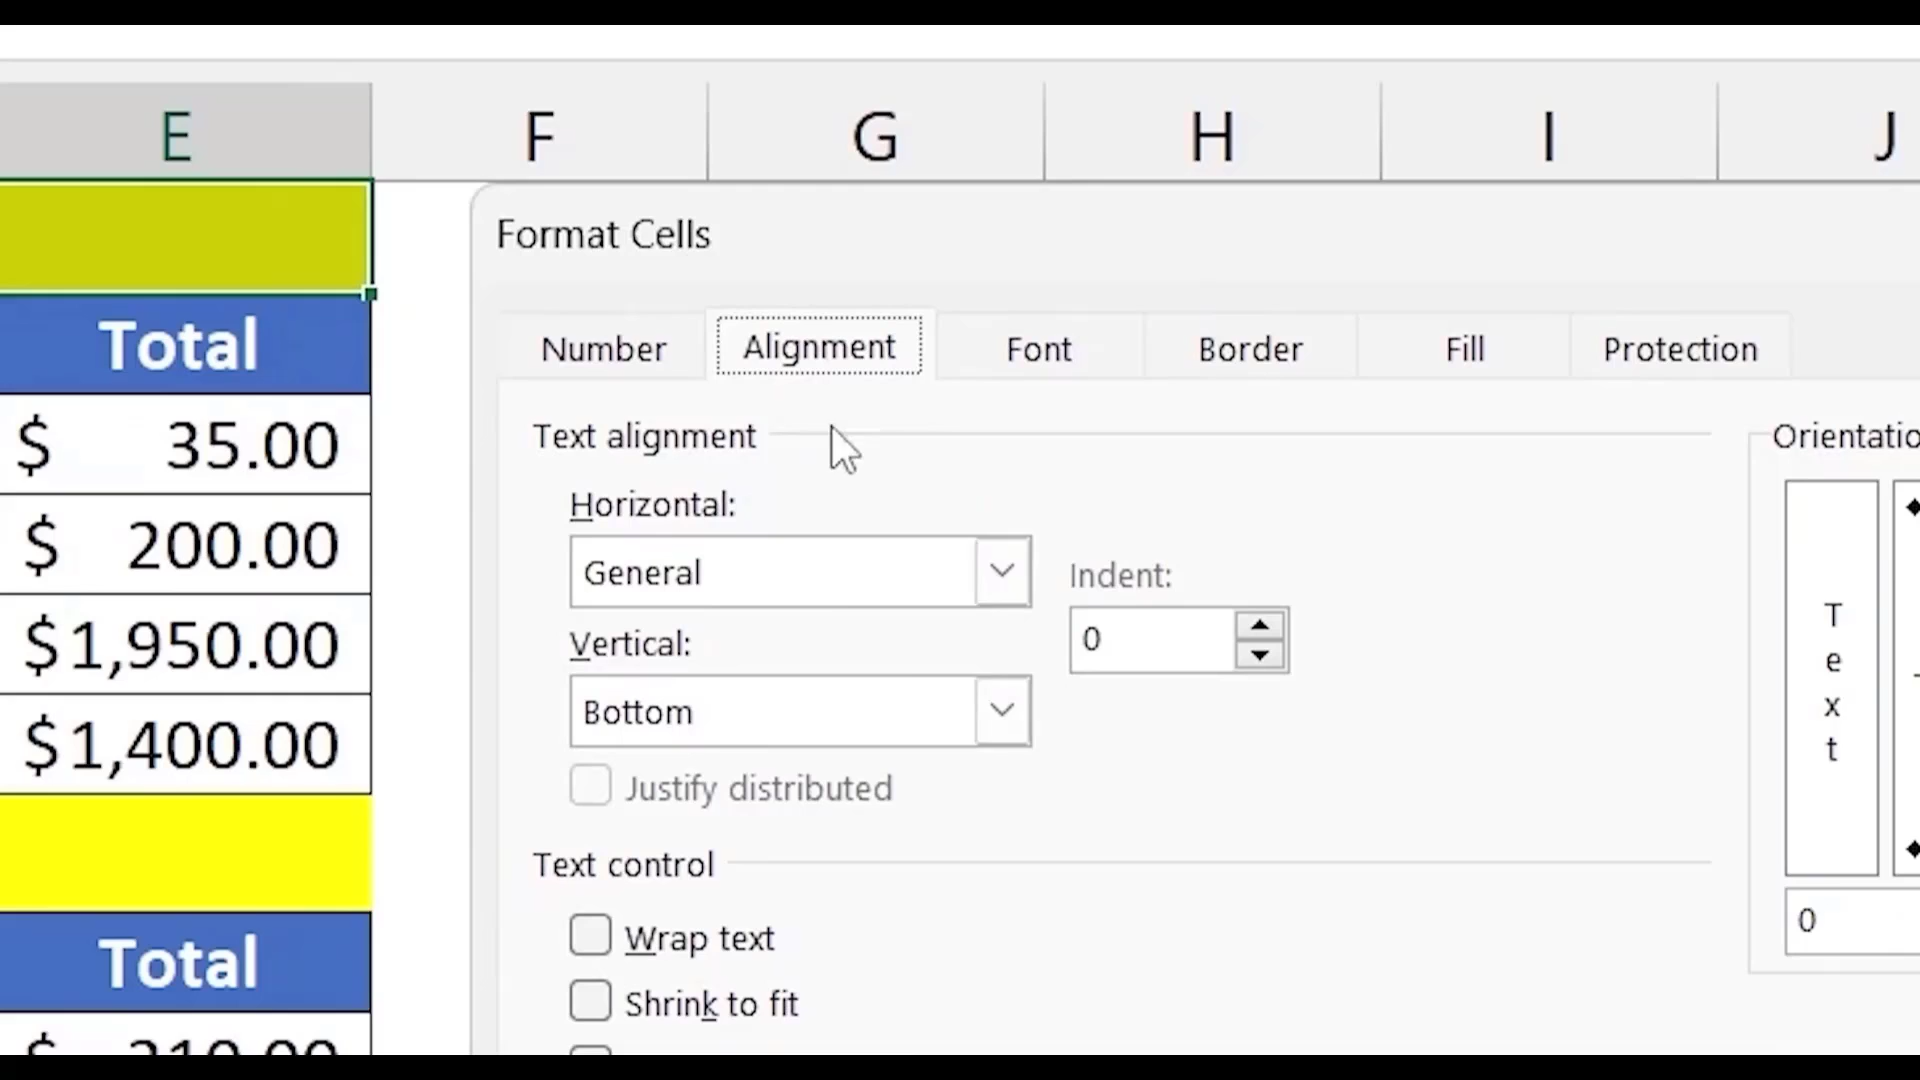 E F G H I J
Format Cells
Number Alignment Font Border Fill Protection
Total
$ 35.00
$ 200.00
$1,950.00
$1,400.00
Total
Text alignment
Horizontal:
General
Indent:
0
Vertical:
Bottom
Justify distributed
Text control
Wrap text
Shrink to fit
Orientatio
Text
0